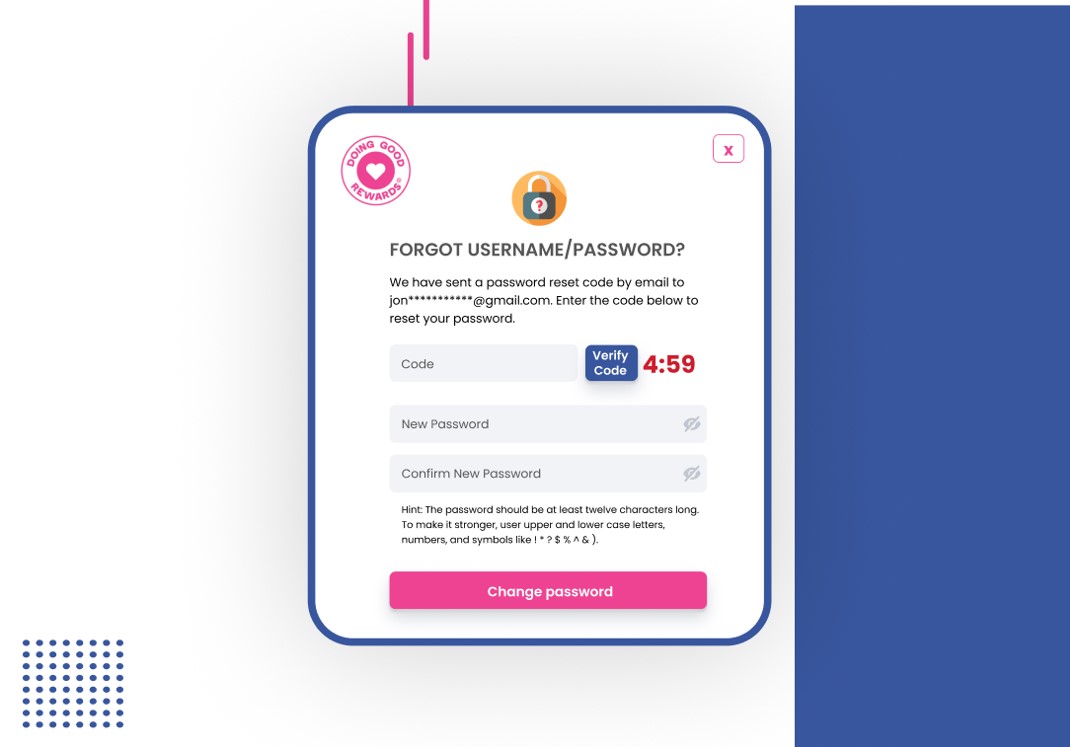 DOING GOOD
REWARDS®
x
?
FORGOT USERNAME/PASSWORD?
We have sent a password reset code by email to
jon***********@gmail.com. Enter the code below to
reset your password.
Code
Verify
Code
4:59
New Password
Confirm New Password
Hint: The password should be at least twelve characters long.
To make it stronger, user upper and lower case letters,
numbers, and symbols like ! * ? $ % ^ & ).
Change password